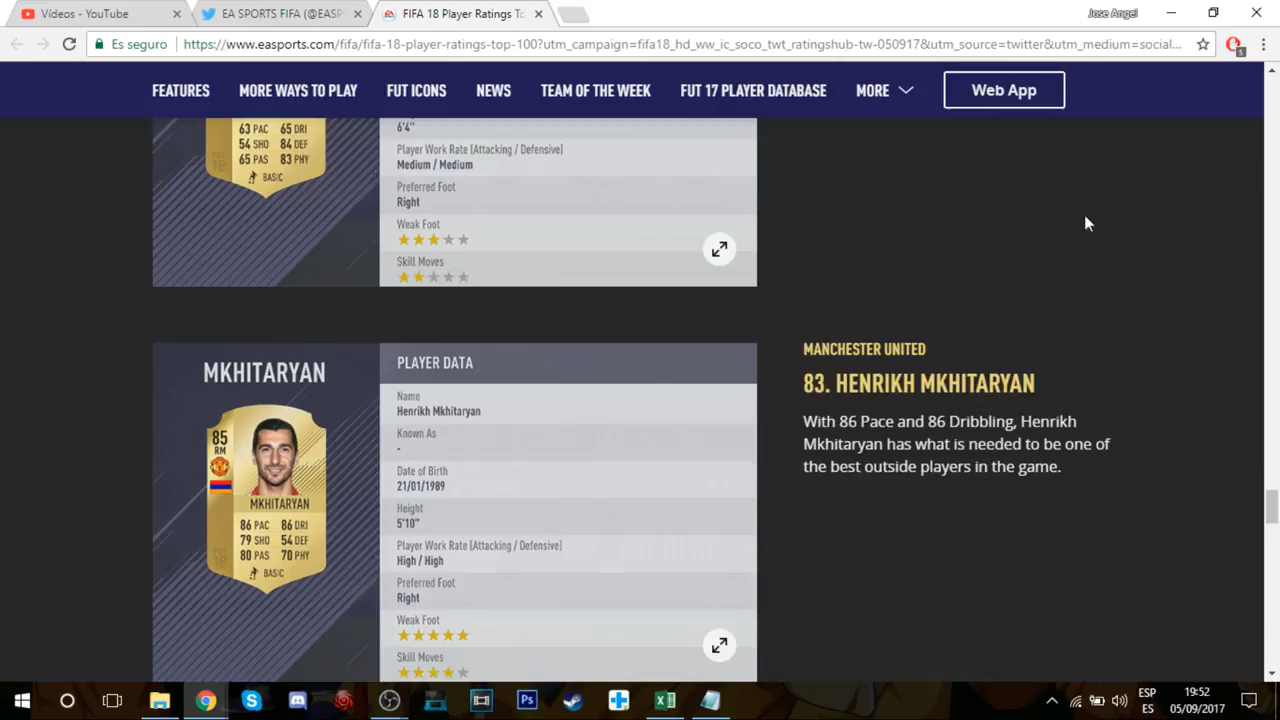 Vídeos - YouTube
EA SPORTS FIFA (@EASP
FIFA 18 Player Ratings To
Jose Angel
Es seguro
https://www.easports.com/fifa/fifa-18-player-ratings-top-100?utm_campaign=fifa18_hd_ww_ic_soco_twt_ratingshub-tw-050917&utm_source=twitter&utm_medium=social...
5
FEATURES MORE WAYS TO PLAY FUT ICONS NEWS TEAM OF THE WEEK FUT 17 PLAYER DATABASE MORE Web App
63 PAC 65 DRI
54 SHO 84 DEF
65 PAS 83 PHY
BASIC
6'4"
Player Work Rate (Attacking / Defensive)
Medium / Medium
Preferred Foot
Right
Weak Foot
Skill Moves
MKHITARYAN
85
RM
MKHITARYAN
86 PAC 86 DRI
79 SHO 54 DEF
80 PAS 70 PHY
BASIC
PLAYER DATA
Name
Henrikh Mkhitaryan
Known As
-
Date of Birth
21/01/1989
Height
5'10"
Player Work Rate (Attacking / Defensive)
High / High
Preferred Foot
Right
Weak Foot
Skill Moves
MANCHESTER UNITED
83. HENRIKH MKHITARYAN
With 86 Pace and 86 Dribbling, Henrikh
Mkhitaryan has what is needed to be one of
the best outside players in the game.
Ps
ESP
ES
19:52
05/09/2017